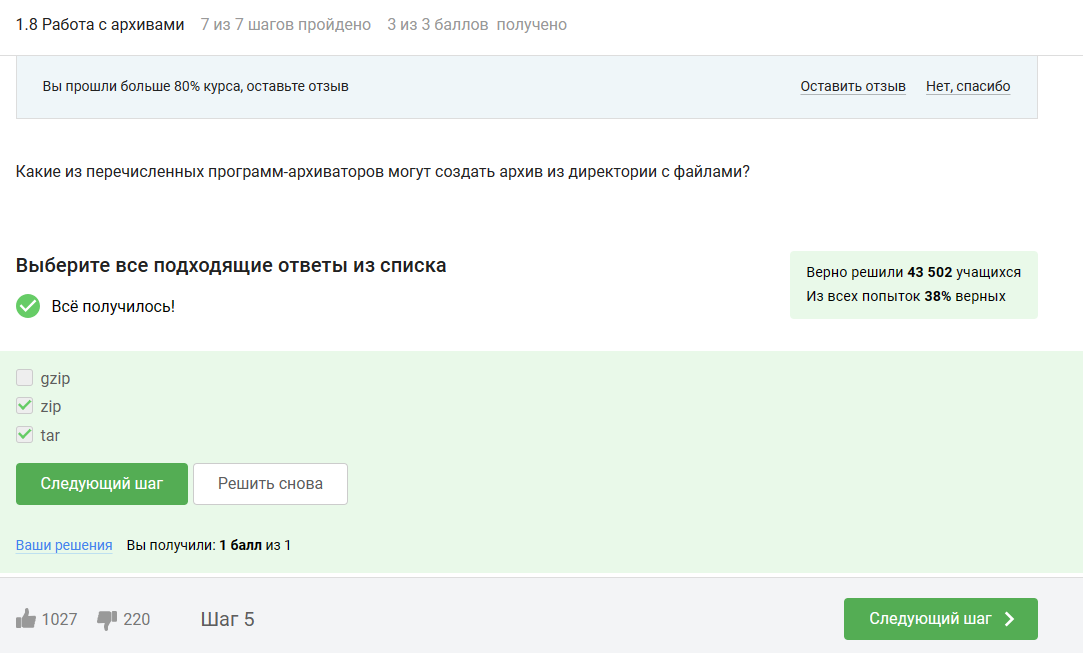 1.8 Работа с архивами 7 из 7 шагов пройдено 3 из 3 баллов получено
Вы прошли больше 80% курса, оставьте отзыв Оставить отзыв Нет, спасибо
Какие из перечисленных программ-архиваторов могут создать архив из директории с файлами?
Выберите все подходящие ответы из списка
Верно решили 43 502 учащихся
Из всех попыток 38% верных
Всё получилось!
gzip
zip
tar
Следующий шаг Решить снова
Ваши решения Вы получили: 1 балл из 1
1027 220 Шаг 5 Следующий шаг